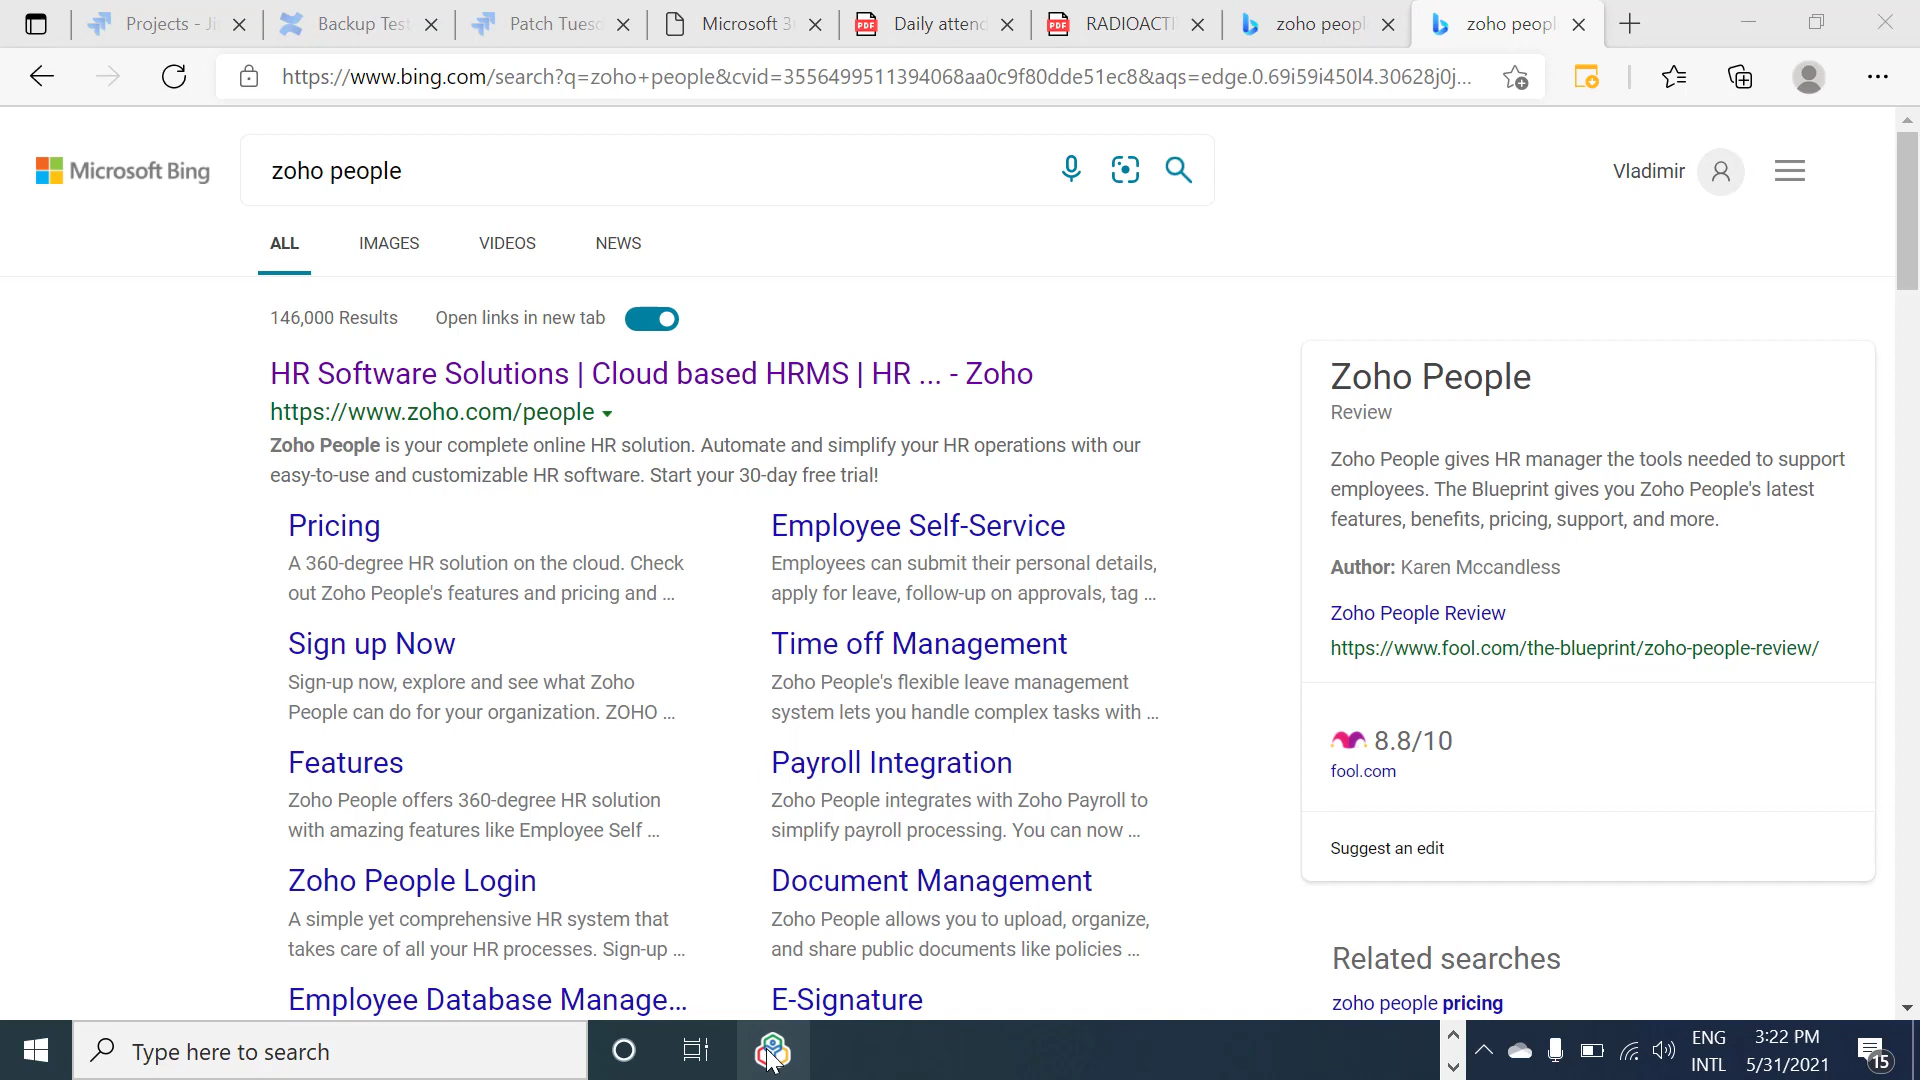 Projects - Ji
Backup Test
Patch Tuesd
Microsoft 3
PDF
Daily attend
PDF
RADIOACTI
zoho peopl
zoho peopl
https://www.bing.com/search?q=zoho+people&cvid=3556499511394068aa0c9f80dde51ec8&aqs=edge.0.69i59i450l4.30628j0j...
Microsoft Bing
zoho people
Vladimir
ALL
IMAGES
VIDEOS
NEWS
146,000 Results
Open links in new tab
HR Software Solutions | Cloud based HRMS | HR ... - Zoho
https://www.zoho.com/people
Zoho People is your complete online HR solution. Automate and simplify your HR operations with our
easy-to-use and customizable HR software. Start your 30-day free trial!
Pricing
A 360-degree HR solution on the cloud. Check
out Zoho People's features and pricing and ...
Sign up Now
Sign-up now, explore and see what Zoho
People can do for your organization. ZOHO ...
Features
Zoho People offers 360-degree HR solution
with amazing features like Employee Self ...
Zoho People Login
A simple yet comprehensive HR system that
takes care of all your HR processes. Sign-up ...
Employee Database Manage...
Employee Self-Service
Employees can submit their personal details,
apply for leave, follow-up on approvals, tag ...
Time off Management
Zoho People's flexible leave management
system lets you handle complex tasks with ...
Payroll Integration
Zoho People integrates with Zoho Payroll to
simplify payroll processing. You can now ...
Document Management
Zoho People allows you to upload, organize,
and share public documents like policies ...
E-Signature
Zoho People
Review
Zoho People gives HR manager the tools needed to support
employees. The Blueprint gives you Zoho People's latest
features, benefits, pricing, support, and more.
Author: Karen Mccandless
Zoho People Review
https://www.fool.com/the-blueprint/zoho-people-review/
8.8/10
fool.com
Suggest an edit
Related searches
zoho people pricing
Type here to search
ENG
INTL
3:22 PM
5/31/2021
15